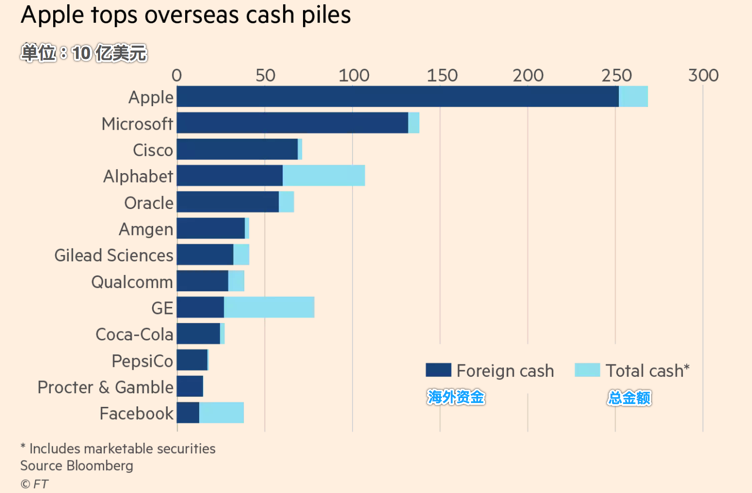 Apple tops overseas cash piles
单位：10 亿美元
0 50 100 150 200 250 300
Apple
Microsoft
Cisco
Alphabet
Oracle
Amgen
Gilead Sciences
Qualcomm
GE
Coca-Cola
PepsiCo
Procter & Gamble
Facebook
Foreign cash Total cash*
海外资金 总金额
* Includes marketable securities
Source Bloomberg
© FT